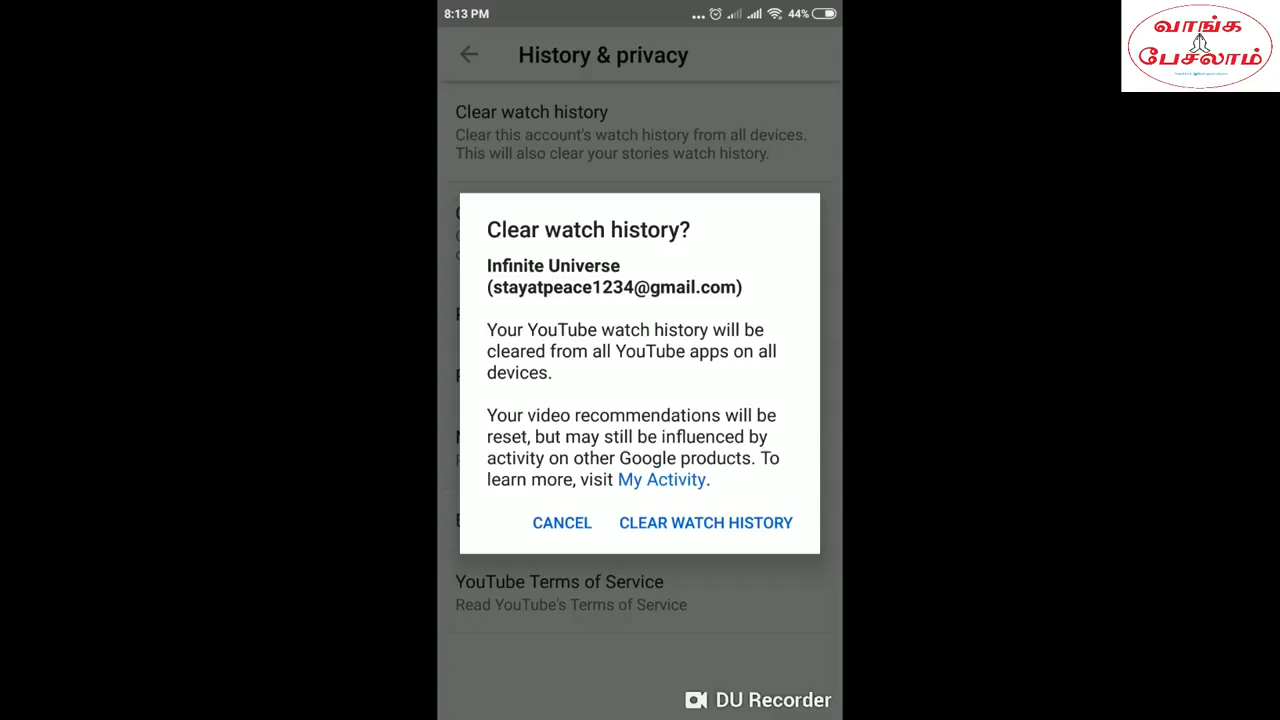 8:13 PM
44%
வாங்க
பேசலாம்
History & privacy
Clear watch history
Clear this account's watch history from all devices.
This will also clear your stories watch history.
Clear watch history?
Infinite Universe
(stayatpeace1234@gmail.com)
Your YouTube watch history will be
cleared from all YouTube apps on all
devices.
Your video recommendations will be
reset, but may still be influenced by
activity on other Google products. To
learn more, visit My Activity.
CANCEL CLEAR WATCH HISTORY
YouTube Terms of Service
Read YouTube's Terms of Service
DU Recorder